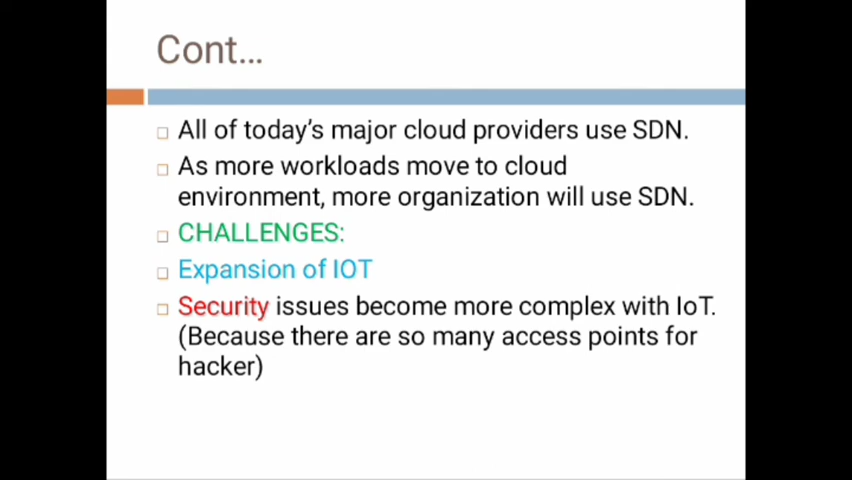 Cont...
All of today's major cloud providers use SDN.
As more workloads move to cloud
environment, more organization will use SDN.
CHALLENGES:
Expansion of IOT
Security issues become more complex with IoT.
(Because there are so many access points for
hacker)